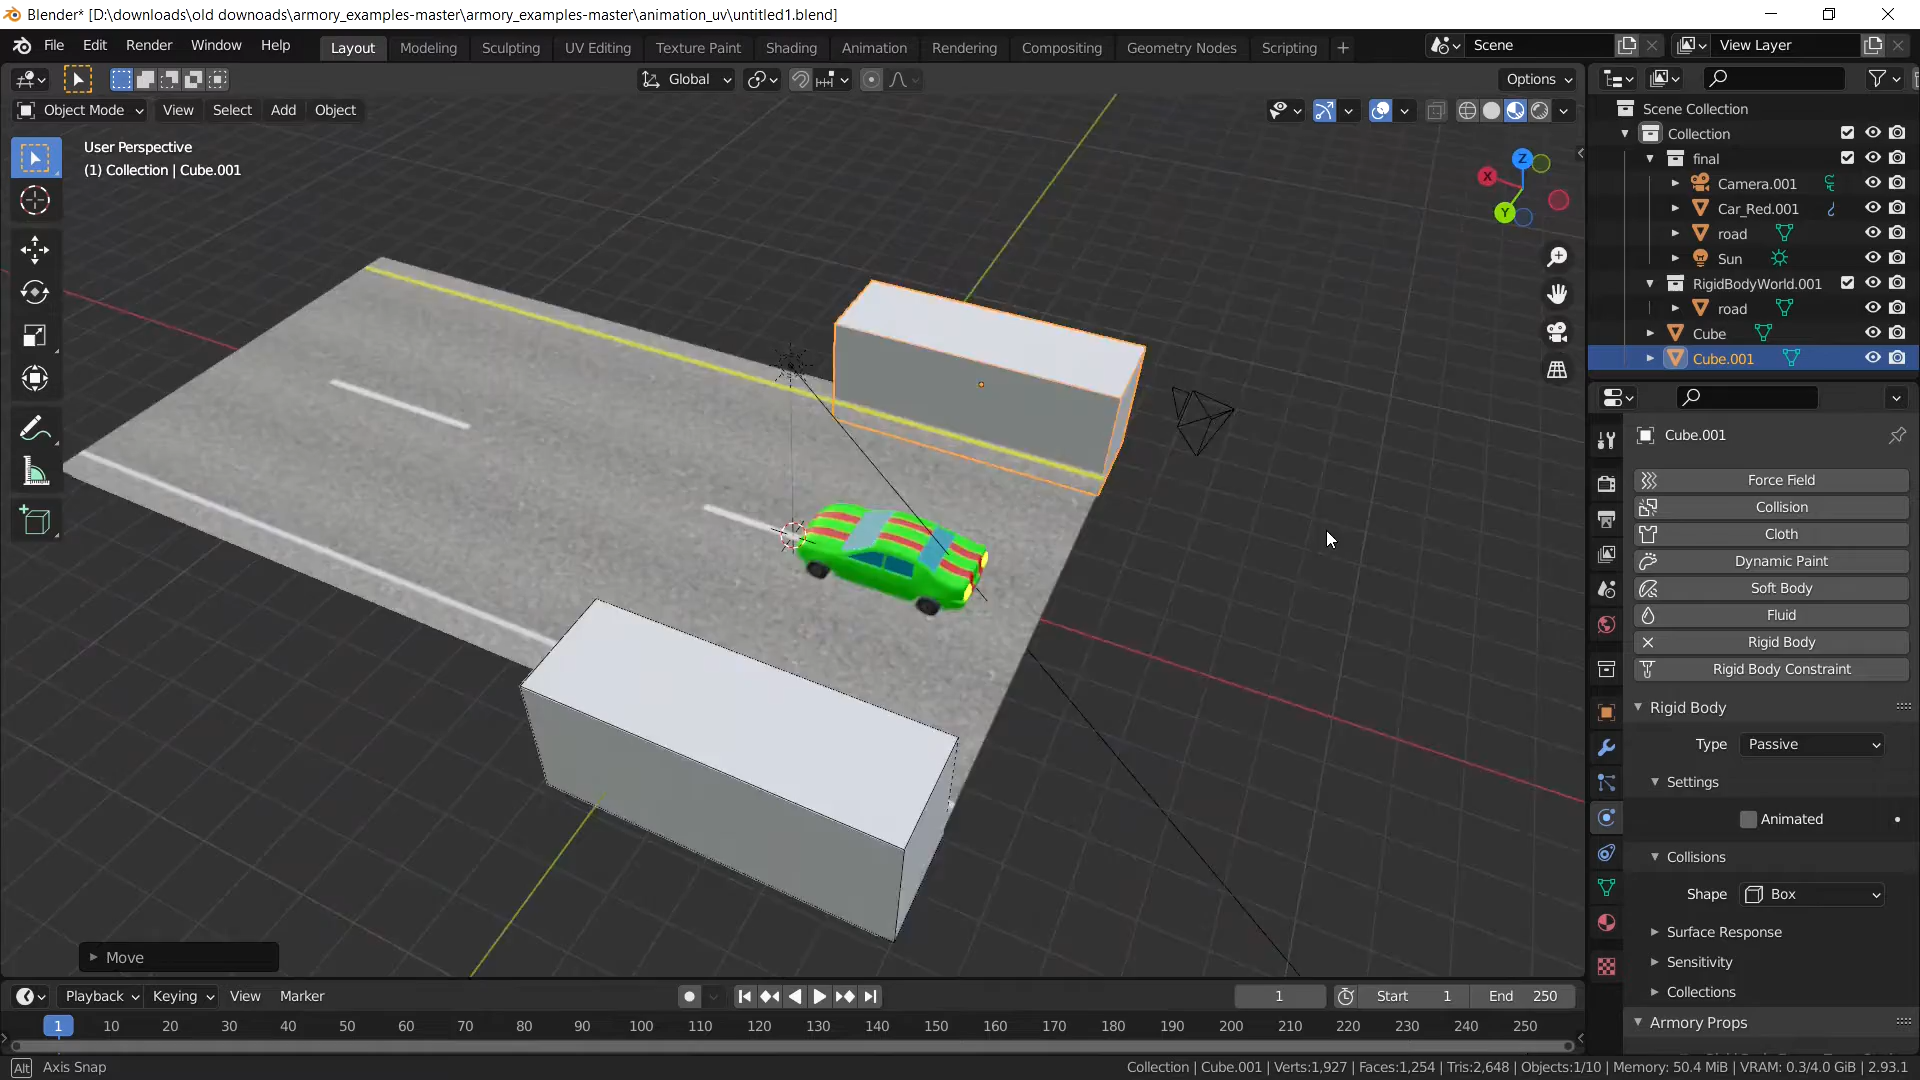 Blender* [D:\downloads\old downoads\armory_examples-master\armory_examples-master\animation_uv\untitled1.blend]
File Edit Render Window Help Layout Modeling Sculpting UV Editing Texture Paint Shading Animation Rendering Compositing Geometry Nodes Scripting + Scene View Layer
Global Options
Object Mode View Select Add Object
User Perspective
(1) Collection | Cube.001
Z
X
Y
Scene Collection
Collection
final
Camera.001
Car_Red.001
road
Sun
RigidBodyWorld.001
road
Cube
Cube.001
Cube.001
Force Field
Collision
Cloth
Dynamic Paint
Soft Body
Fluid
Rigid Body
Rigid Body Constraint
Rigid Body
Type Passive
Settings
Animated
Collisions
Shape Box
Surface Response
Sensitivity
Collections
Armory Props
Move
Playback Keying View Marker 1 Start 1 End 250
1 10 20 30 40 50 60 70 80 90 100 110 120 130 140 150 160 170 180 190 200 210 220 230 240 250
Alt Axis Snap Collection | Cube.001 | Verts:1,927 | Faces:1,254 | Tris:2,648 | Objects:1/10 | Memory: 50.4 MiB | VRAM: 0.3/4.0 GiB | 2.93.1